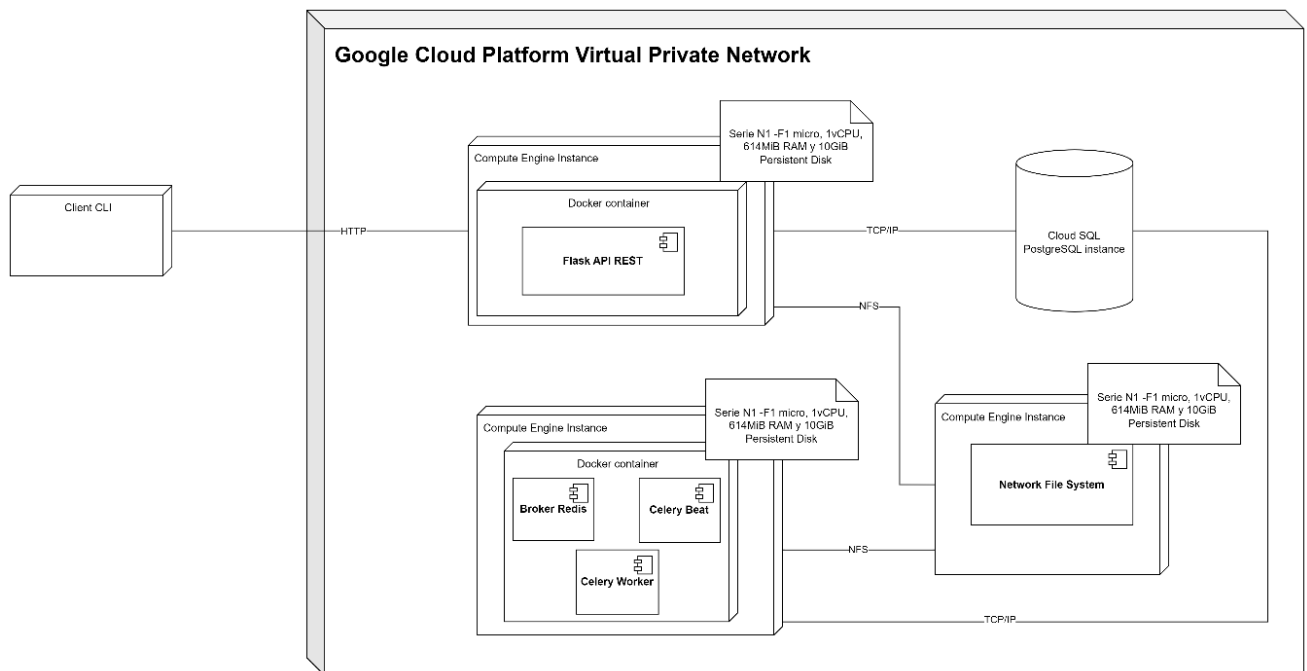 Google Cloud Platform Virtual Private Network
Serie N1 -F1 micro, 1vCPU,
614MiB RAM y 10GiB
Persistent Disk
Compute Engine Instance
Docker container
Flask API REST
Client CLI
HTTP
TCP/IP
Cloud SQL
PostgreSQL instance
NFS
Serie N1 -F1 micro, 1vCPU,
614MiB RAM y 10GiB
Persistent Disk
Compute Engine Instance
Docker container
Broker Redis
Celery Beat
Celery Worker
Serie N1 -F1 micro, 1vCPU,
614MiB RAM y 10GiB
Persistent Disk
Compute Engine Instance
Network File System
NFS
TCP/IP